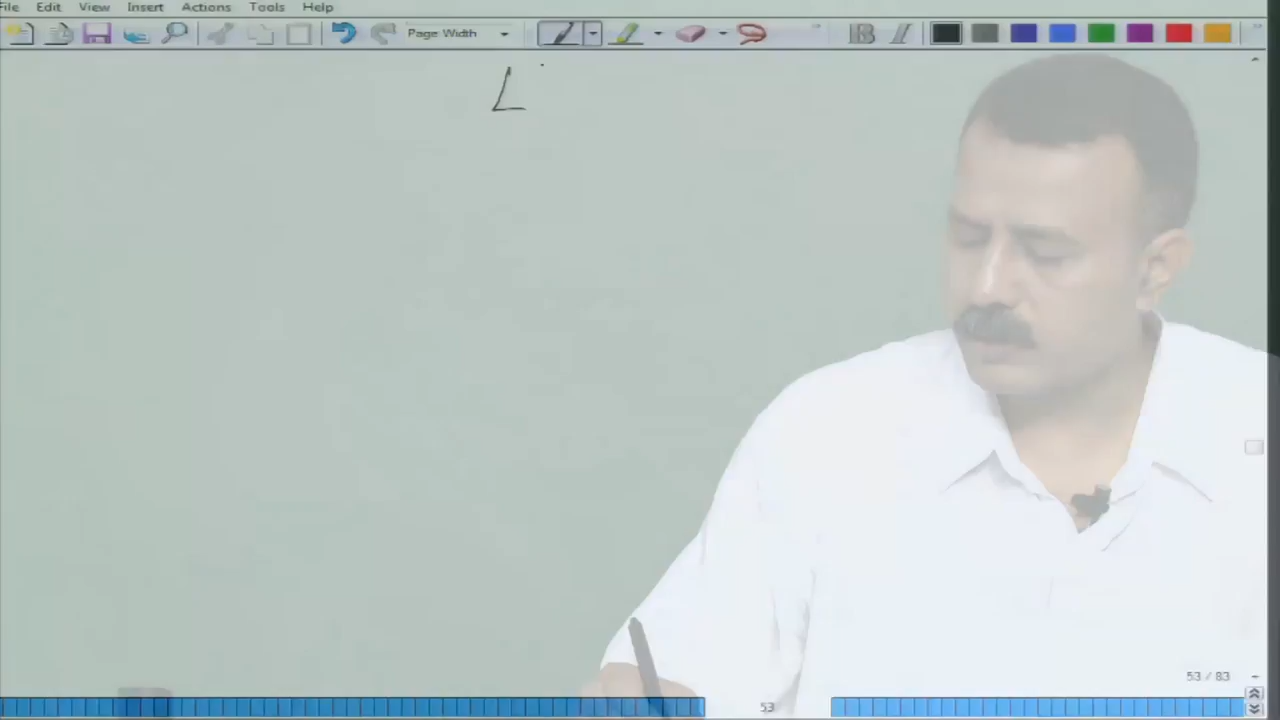 File Edit View Insert Actions Tools Help
Page Width B I
L
53 / 83
53